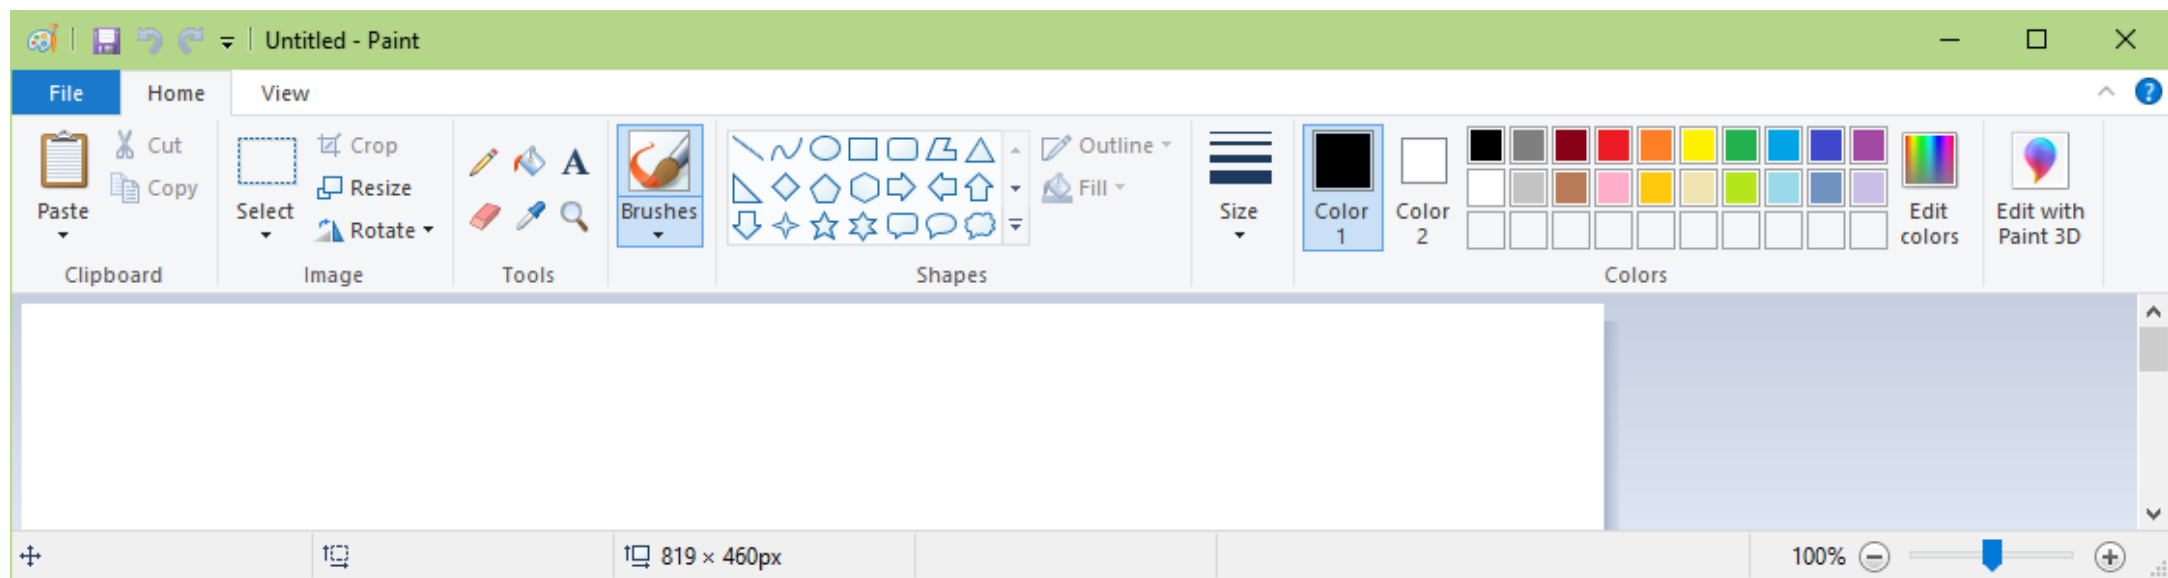 Untitled - Paint
File Home View
Paste
Cut
Copy
Clipboard
Select
Crop
Resize
Rotate
Image
A
Tools
Brushes
Outline
Fill
Shapes
Size
Color
1
Color
2
Edit
colors
Colors
Edit with
Paint 3D
?
819 × 460px
100%